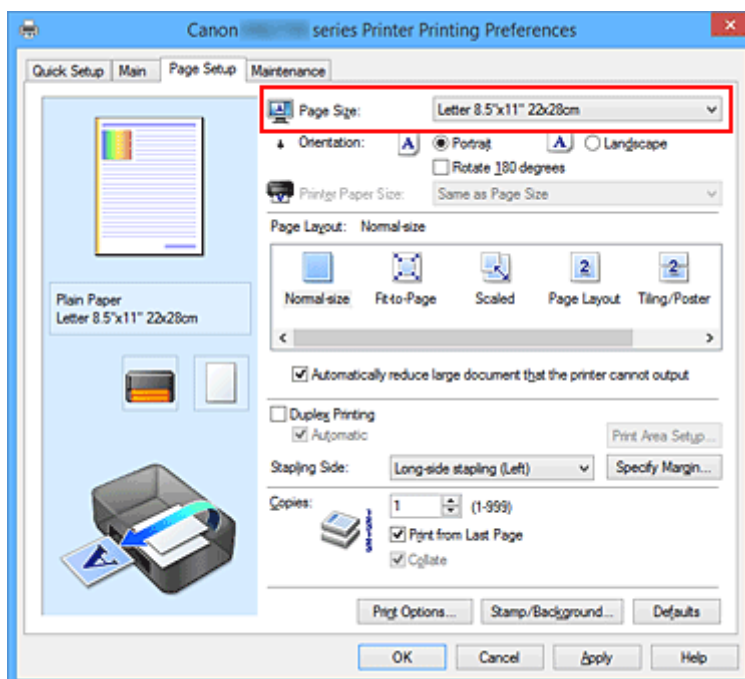 Canon series Printer Printing Preferences
Quick Setup Main Page Setup Maintenance
Page Size: Letter 8.5"x11" 22x28cm
Orientation: A Portrait A Landscape
Rotate 180 degrees
Printer Paper Size: Same as Page Size
Page Layout: Normal-size
2 2
Normal-size Fit-to-Page Scaled Page Layout Tiling/Poster
Plain Paper
Letter 8.5"x11" 22x28cm
Automatically reduce large document that the printer cannot output
Duplex Printing
Automatic Print Area Setup...
Stapling Side: Long-side stapling (Left) Specify Margin...
Copies: 1 (1-999)
Print from Last Page
Collate
A
Print Options... Stamp/Background... Defaults
OK Cancel Apply Help